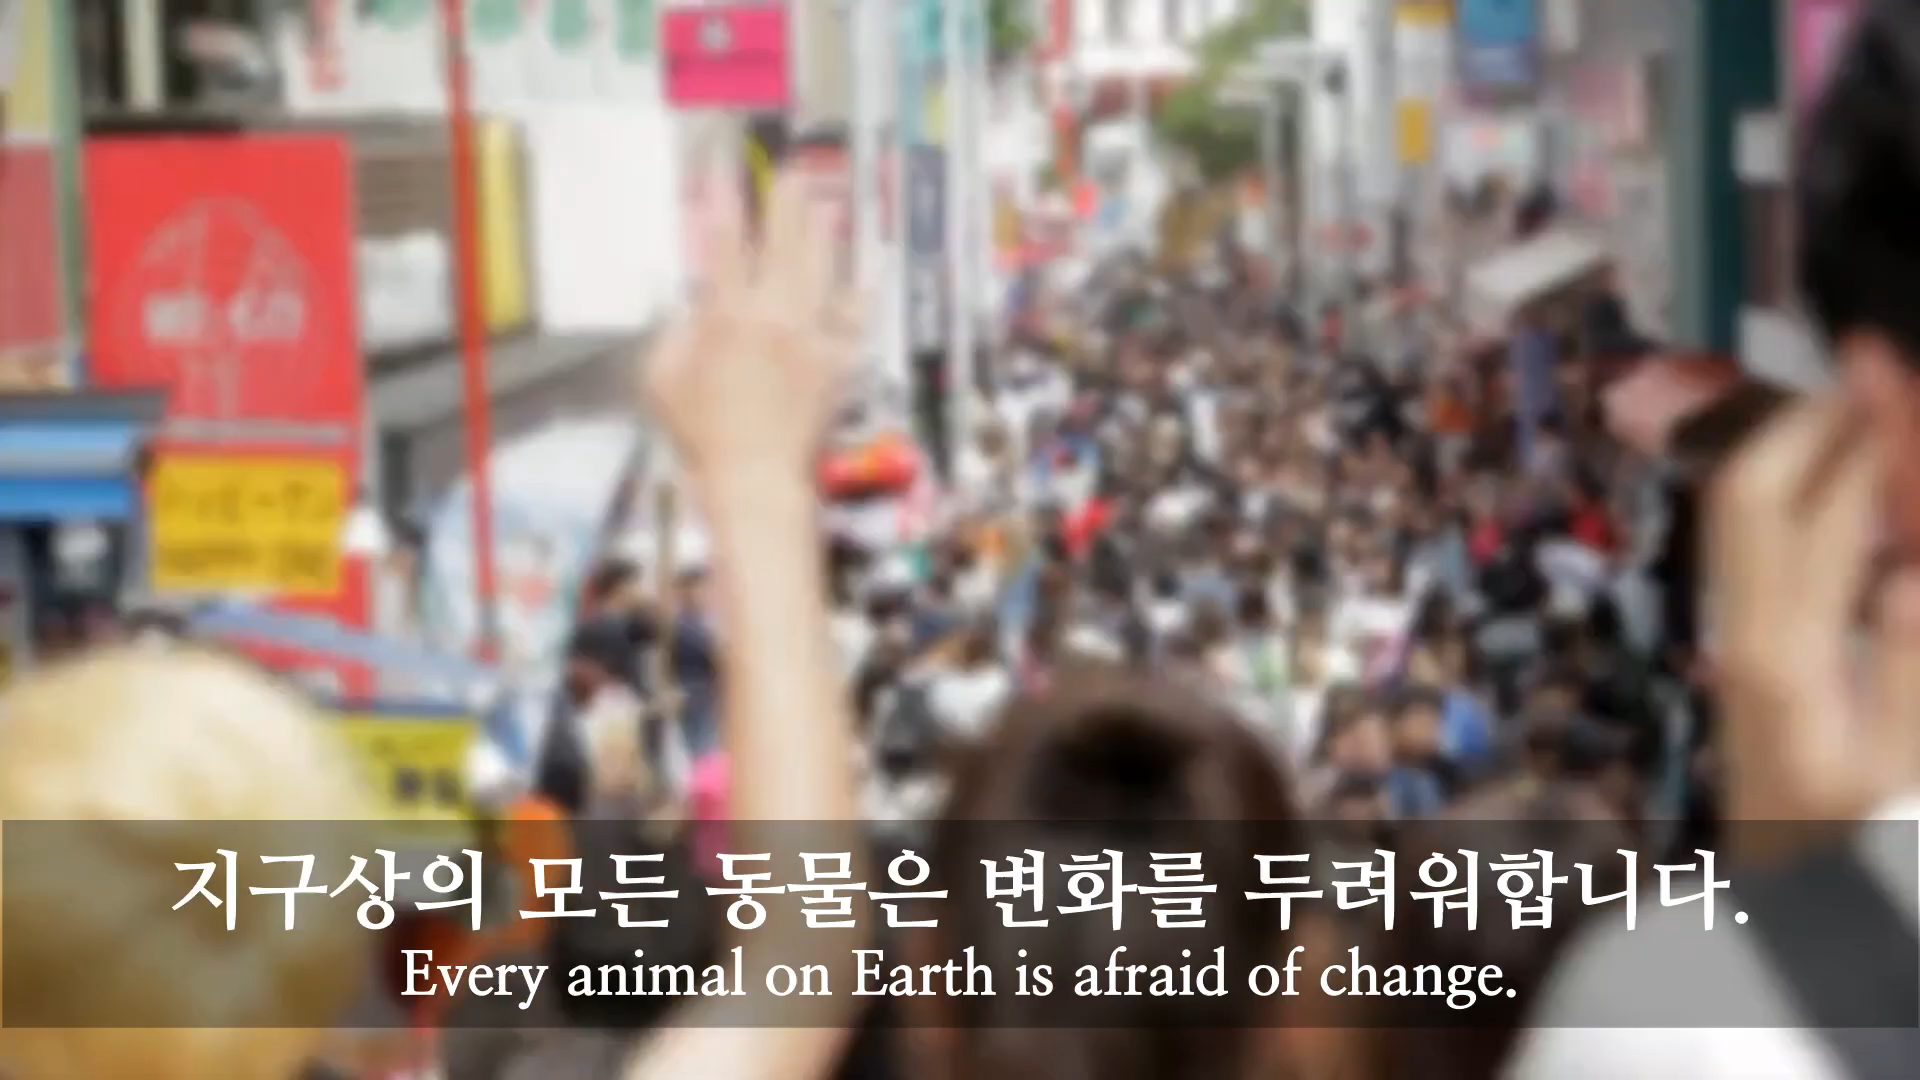 지구상의 모든 동물은 변화를 두려워합니다.
Every animal on Earth is afraid of change.